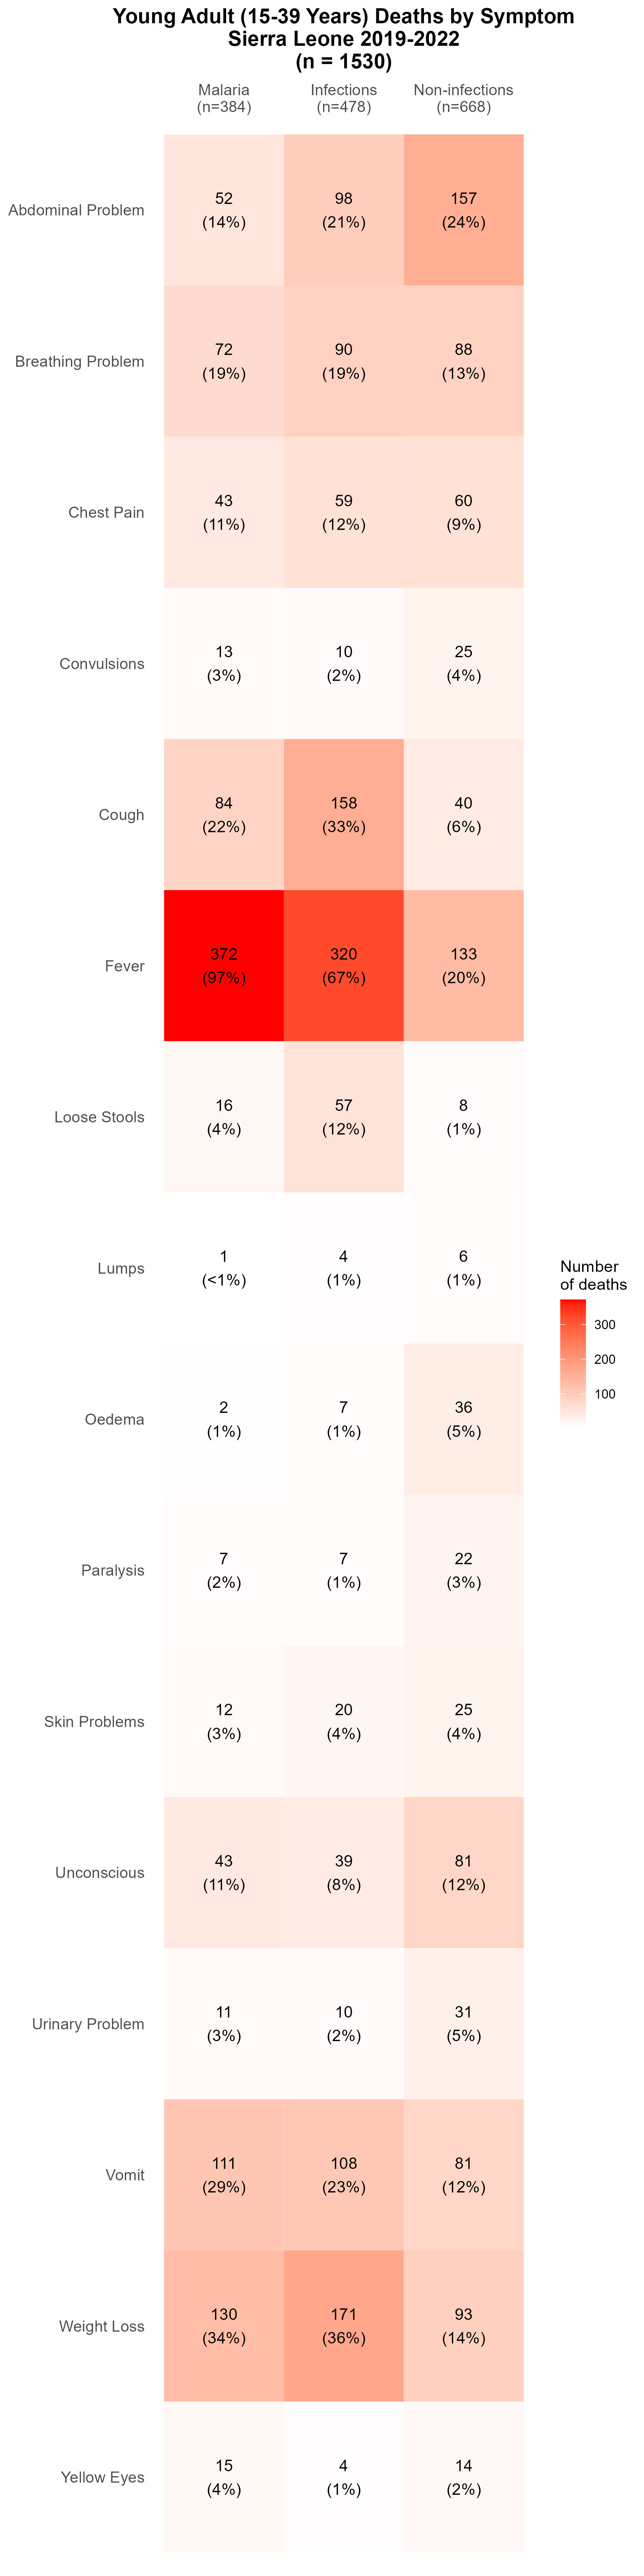 Young Adult (15-39 Years) Deaths by Symptom
Sierra Leone 2019-2022
(n = 1530)
Malaria Infections Non-infections
(n=384) (n=478) (n=668)
Abdominal Problem
52 98 157
(14%) (21%) (24%)
Breathing Problem
72 90 88
(19%) (19%) (13%)
Chest Pain
43 59 60
(11%) (12%) (9%)
Convulsions
13 10 25
(3%) (2%) (4%)
Cough
84 158 40
(22%) (33%) (6%)
Fever
372 320 133
(97%) (67%) (20%)
Loose Stools
16 57 8
(4%) (12%) (1%)
Lumps
1 4 6
(<1%) (1%) (1%)
Oedema
2 7 36
(1%) (1%) (5%)
Paralysis
7 7 22
(2%) (1%) (3%)
Skin Problems
12 20 25
(3%) (4%) (4%)
Unconscious
43 39 81
(11%) (8%) (12%)
Urinary Problem
11 10 31
(3%) (2%) (5%)
Vomit
111 108 81
(29%) (23%) (12%)
Weight Loss
130 171 93
(34%) (36%) (14%)
Yellow Eyes
15 4 14
(4%) (1%) (2%)
Number
of deaths
300
200
100